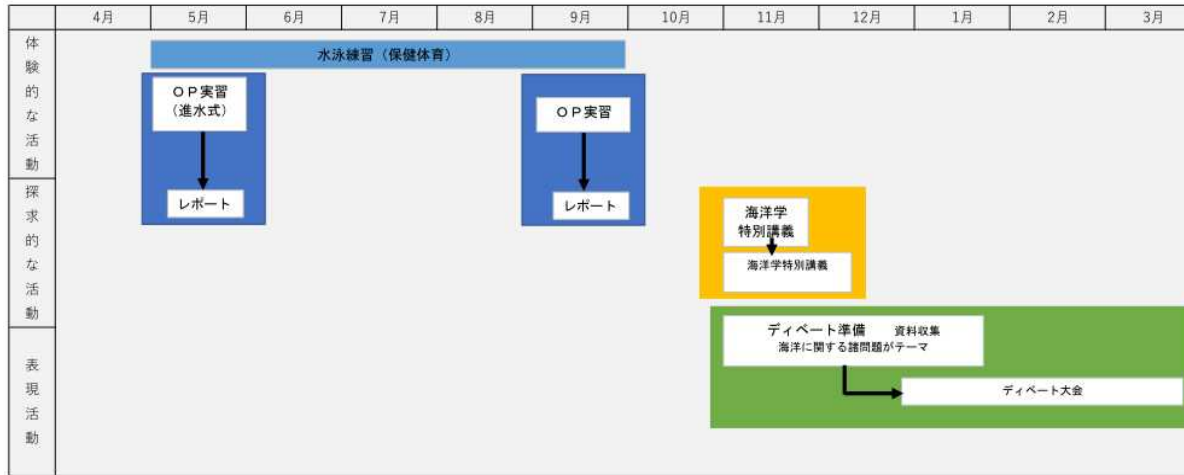 4月 5月 6月 7月 8月 9月 10月 11月 12月 1月 2月 3月
体験的な活動
水泳練習（保健体育）
ＯＰ実習
（進水式）
レポート
ＯＰ実習
レポート
探求的な活動
海洋学
特別講義
海洋学特別講義
表現活動
ディベート準備 資料収集
海洋に関する諸問題がテーマ
ディベート大会